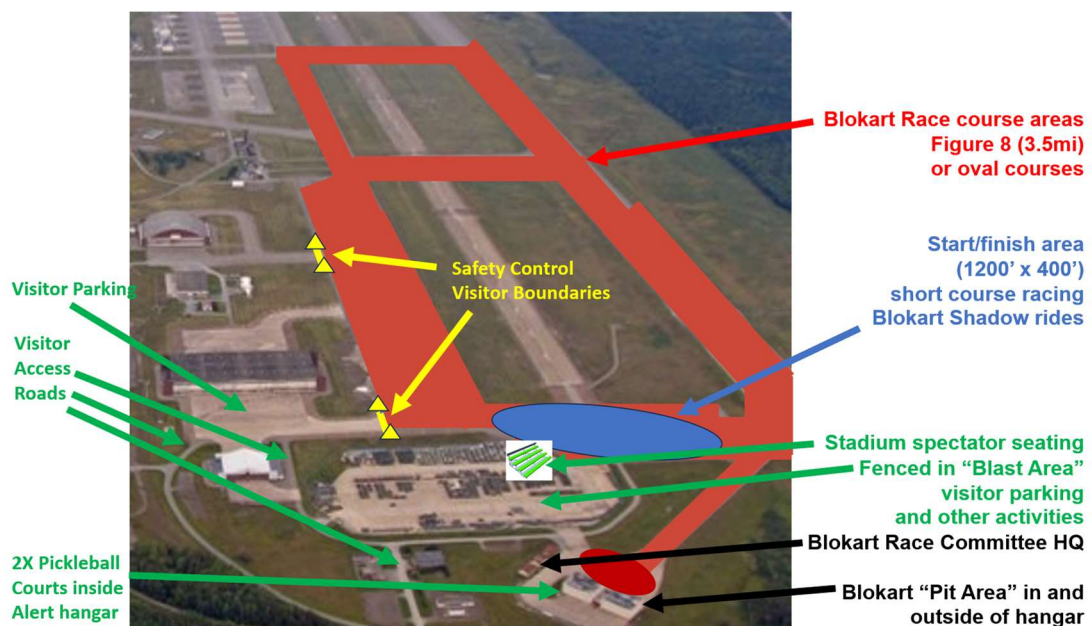 Blokart Race course areas
Figure 8 (3.5mi)
or oval courses
Start/finish area
(1200’ x 400’)
short course racing
Blokart Shadow rides
Safety Control
Visitor Boundaries
Visitor Parking
Visitor
Access
Roads
Stadium spectator seating
Fenced in “Blast Area”
visitor parking
and other activities
Blokart Race Committee HQ
2X Pickleball
Courts inside
Alert hangar
Blokart “Pit Area” in and
outside of hangar